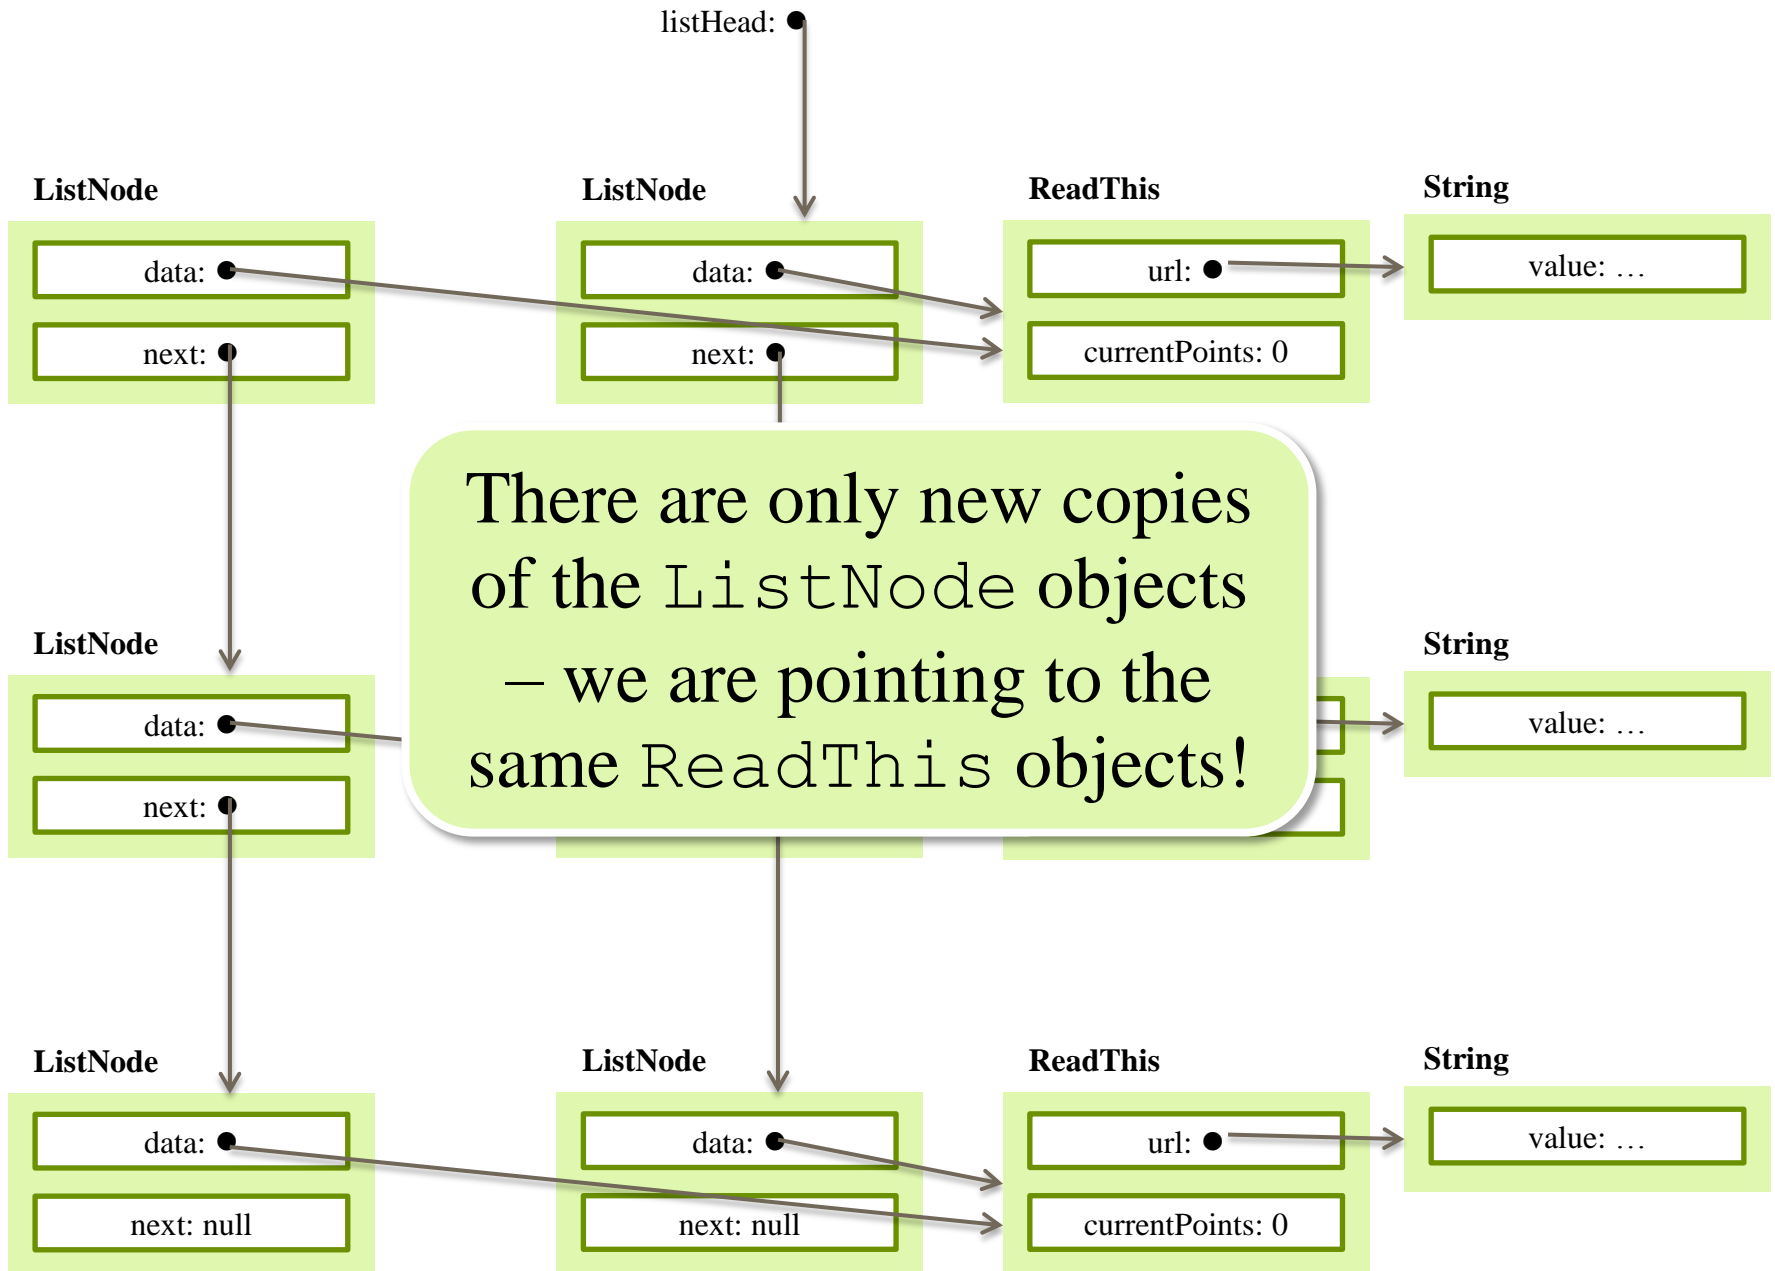 listHead:
ListNode
ListNode
ReadThis
String
data:
data:
url:
value: …
next:
next:
currentPoints: 0
There are only new copies
of the ListNode objects
– we are pointing to the
same ReadThis objects!
ListNode
String
data:
value: …
next:
ListNode
ListNode
ReadThis
String
data:
data:
url:
value: …
next: null
next: null
currentPoints: 0